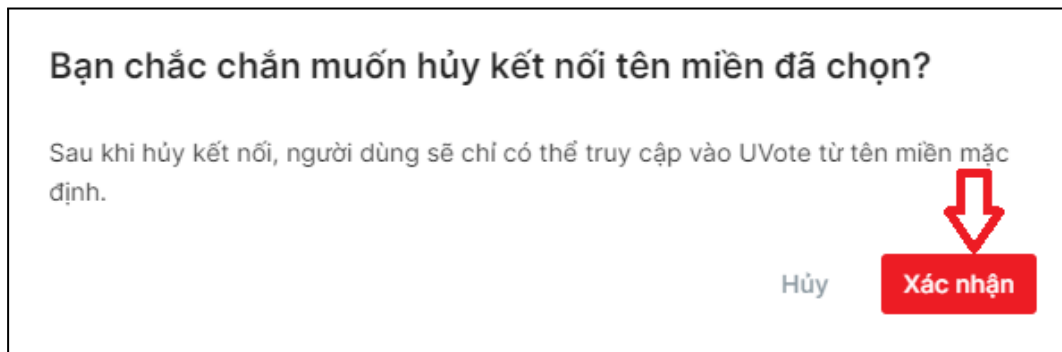 Bạn chắc chắn muốn hủy kết nối tên miền đã chọn?
Sau khi hủy kết nối, người dùng sẽ chỉ có thể truy cập vào UVote từ tên miền mặc
định.
Hủy
Xác nhận